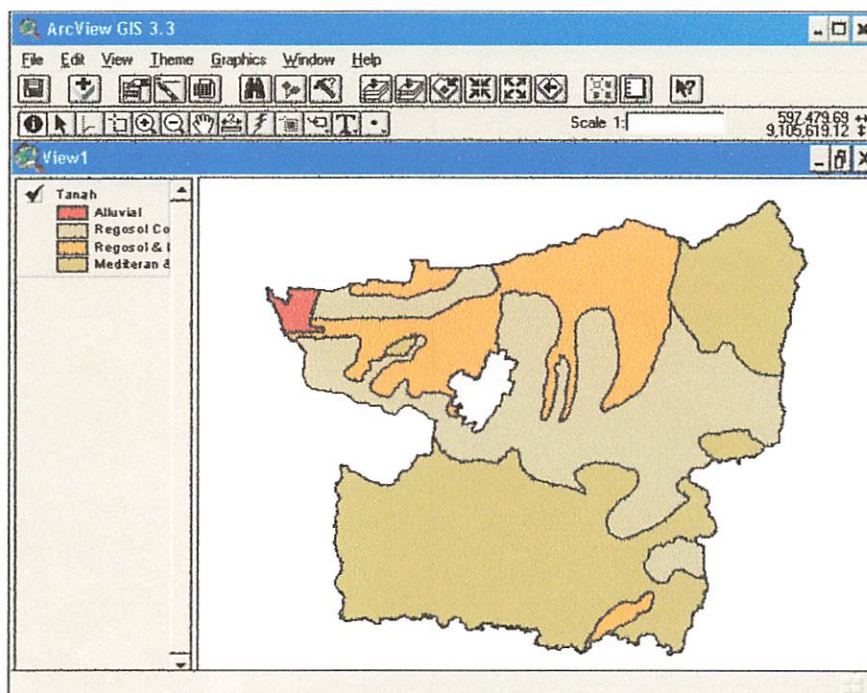 ArcView GIS 3.3
File Edit View Theme Graphics Window Help
Scale 1:
597,479.69
9,105,619.12
View1
Tanah
Alluvial
Regosol Co
Regosol &
Mediteran &